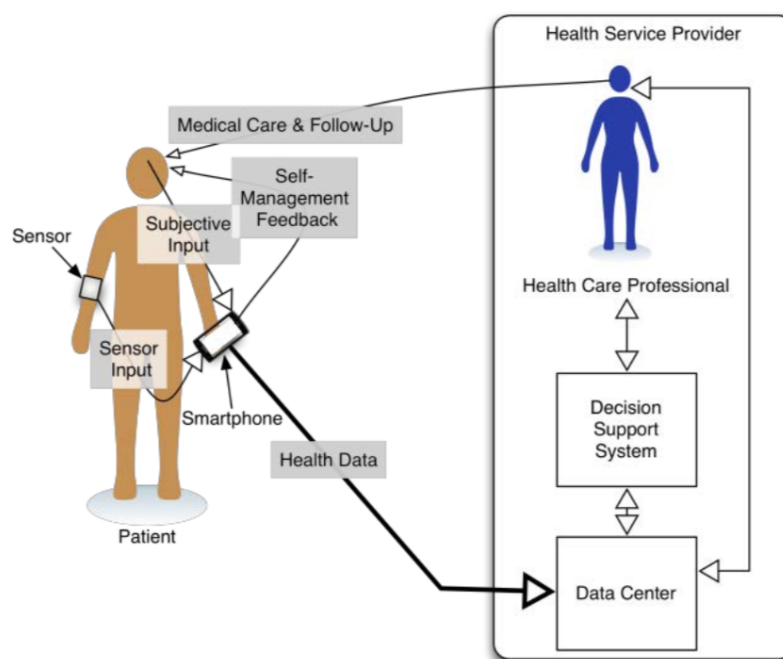 Health Service Provider
Medical Care & Follow-Up
Self-
Management
Feedback
Subjective
Input
Sensor
Sensor
Input
Smartphone
Health Data
Patient
Health Care Professional
Decision
Support
System
Data Center